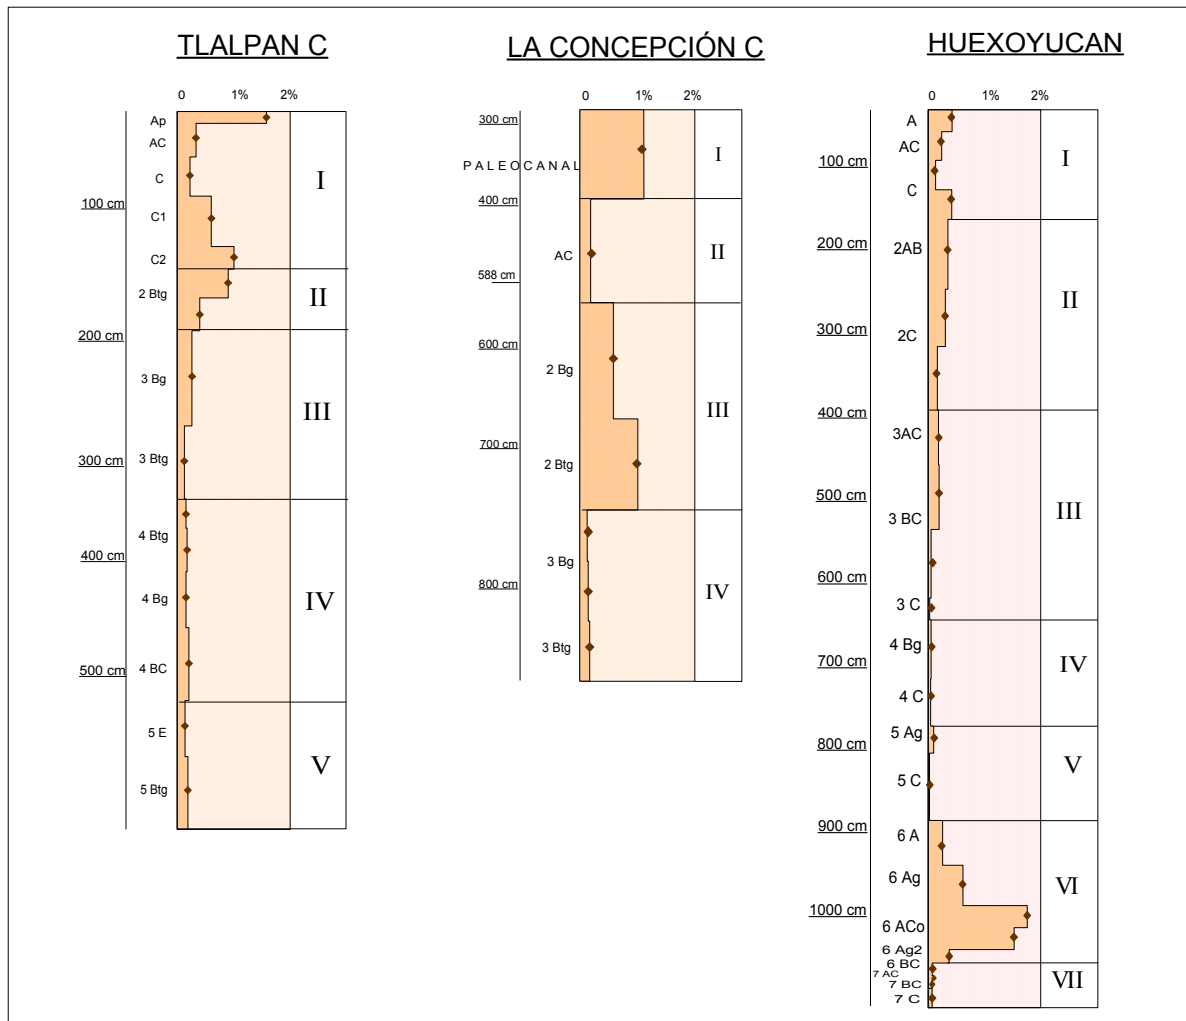 TLALPAN C
0 1% 2%
Ap
AC
C
100 cm
C1
C2
2 Btg
200 cm
3 Bg
300 cm
3 Btg
4 Btg
400 cm
4 Bg
4 BC
500 cm
5 E
5 Btg
I
II
III
IV
V
LA CONCEPCIÓN C
0 1% 2%
300 cm
PALEOCANAL
400 cm
AC
588 cm
600 cm
2 Bg
700 cm
2 Btg
3 Bg
800 cm
3 Btg
I
II
III
IV
HUEXOYUCAN
0 1% 2%
A
AC
100 cm
C
200 cm
2AB
300 cm
2C
400 cm
3AC
500 cm
3 BC
600 cm
3 C
4 Bg
700 cm
4 C
5 Ag
800 cm
5 C
900 cm
6 A
6 Ag
1000 cm
6 ACo
6 Ag2
6 BC
7 AC
7 BC
7 C
I
II
III
IV
V
VI
VII